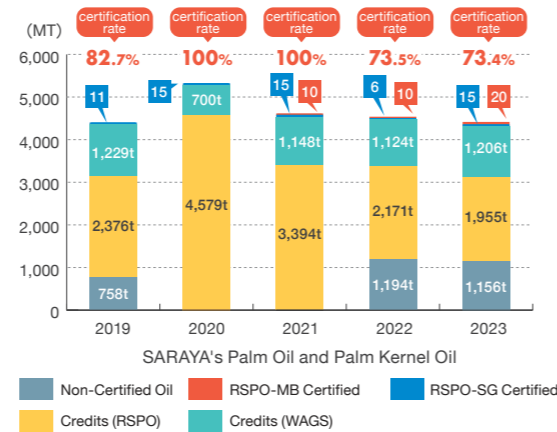 certification rate
certification rate
certification rate
certification rate
certification rate
(MT)
82.7%
100%
100%
73.5%
73.4%
6,000
5,000
4,000
3,000
2,000
1,000
0
11
1,229t
2,376t
758t
15
700t
4,579t
15
10
1,148t
3,394t
6
10
1,124t
2,171t
1,194t
15
20
1,206t
1,955t
1,156t
2019
2020
2021
2022
2023
SARAYA's Palm Oil and Palm Kernel Oil
Non-Certified Oil
RSPO-MB Certified
RSPO-SG Certified
Credits (RSPO)
Credits (WAGS)